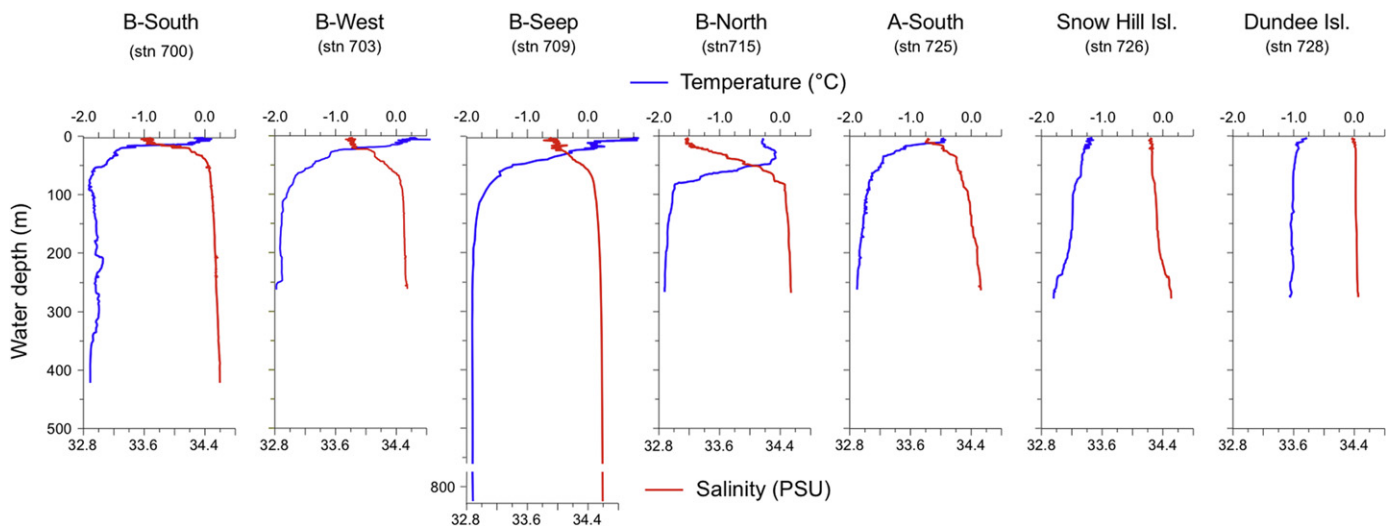 B-South B-West B-Seep B-North A-South Snow Hill Isl. Dundee Isl.
(stn 700) (stn 703) (stn 709) (stn715) (stn 725) (stn 726) (stn 728)
Temperature (°C)
-2.0 -1.0 0.0 -2.0 -1.0 0.0 -2.0 -1.0 0.0 -2.0 -1.0 0.0 -2.0 -1.0 0.0 -2.0 -1.0 0.0 -2.0 -1.0 0.0
0
100
200
300
400
500
Water depth (m)
32.8 33.6 34.4 32.8 33.6 34.4 32.8 33.6 34.4 32.8 33.6 34.4 32.8 33.6 34.4 32.8 33.6 34.4
800
Salinity (PSU)
32.8 33.6 34.4